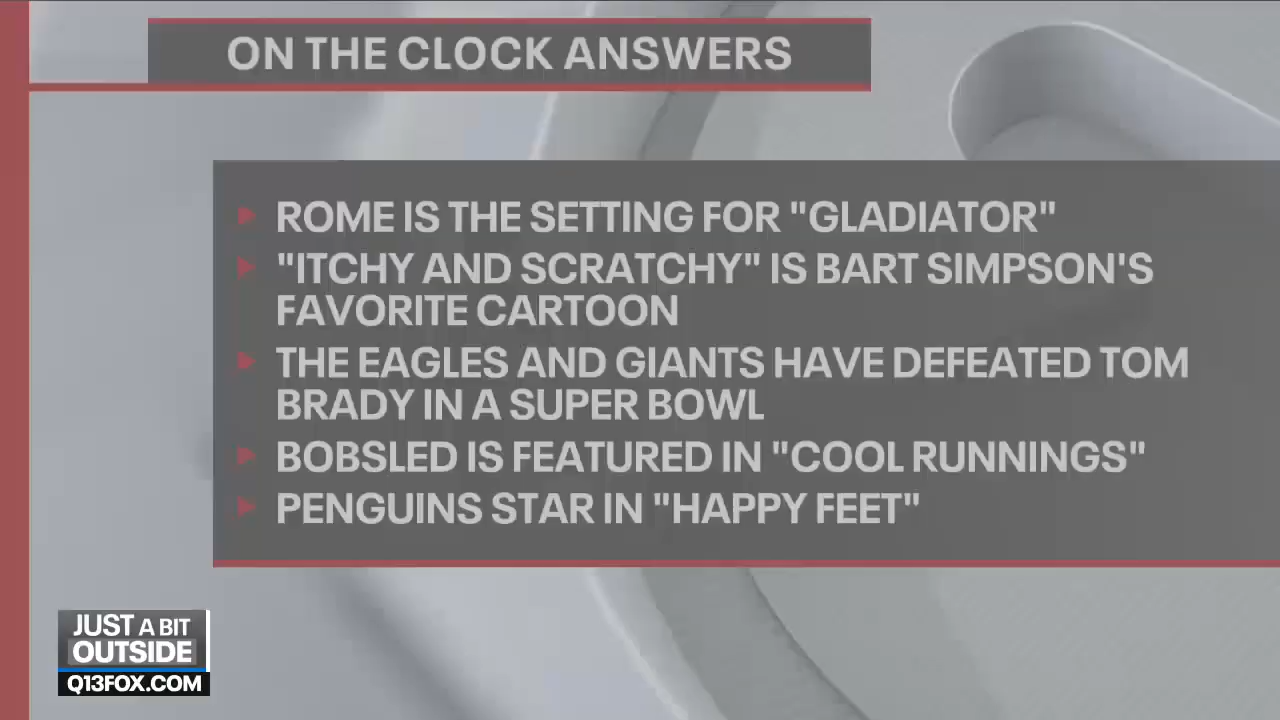 ON THE CLOCK ANSWERS
ROME IS THE SETTING FOR "GLADIATOR"
"ITCHY AND SCRATCHY" IS BART SIMPSON'S
FAVORITE CARTOON
THE EAGLES AND GIANTS HAVE DEFEATED TOM
BRADY IN A SUPER BOWL
BOBSLED IS FEATURED IN "COOL RUNNINGS"
PENGUINS STAR IN "HAPPY FEET"
JUST A BIT
OUTSIDE
Q13FOX.COM